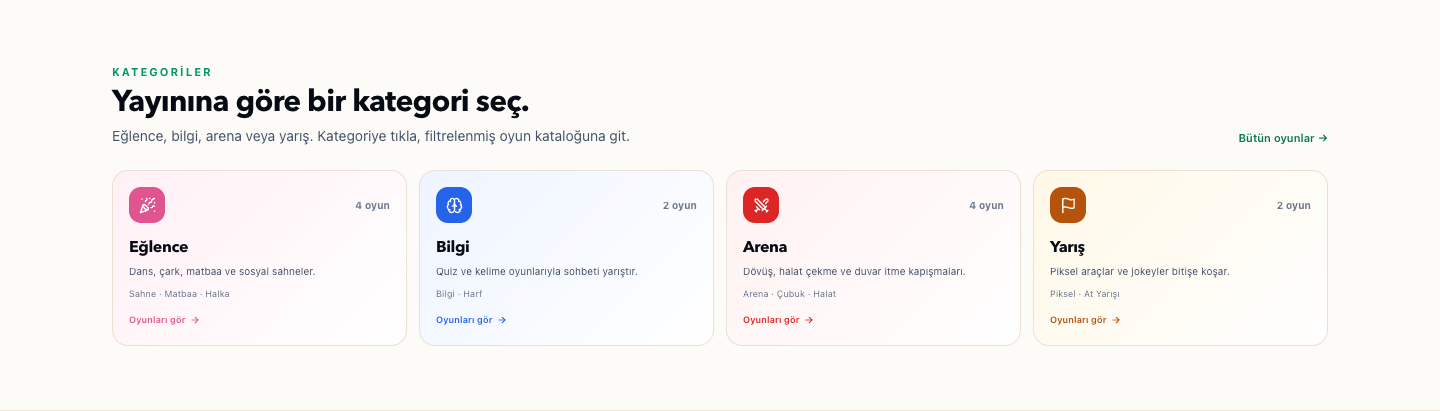 KATEGORİLER
Yayınına göre bir kategori seç.
Eğlence, bilgi, arena veya yarış. Kategoriye tıkla, filtrelenmiş oyun kataloğuna git.
Bütün oyunlar →
4 oyun
Eğlence
Dans, çark, matbaa ve sosyal sahneler.
Sahne · Matbaa · Halka
Oyunları gör →
2 oyun
Bilgi
Quiz ve kelime oyunlarıyla sohbeti yarıştır.
Bilgi · Harf
Oyunları gör →
4 oyun
Arena
Dövüş, halat çekme ve duvar itme kapışmaları.
Arena · Çubuk · Halat
Oyunları gör →
2 oyun
Yarış
Piksel araçlar ve jokeyler bitişe koşar.
Piksel · At Yarışı
Oyunları gör →